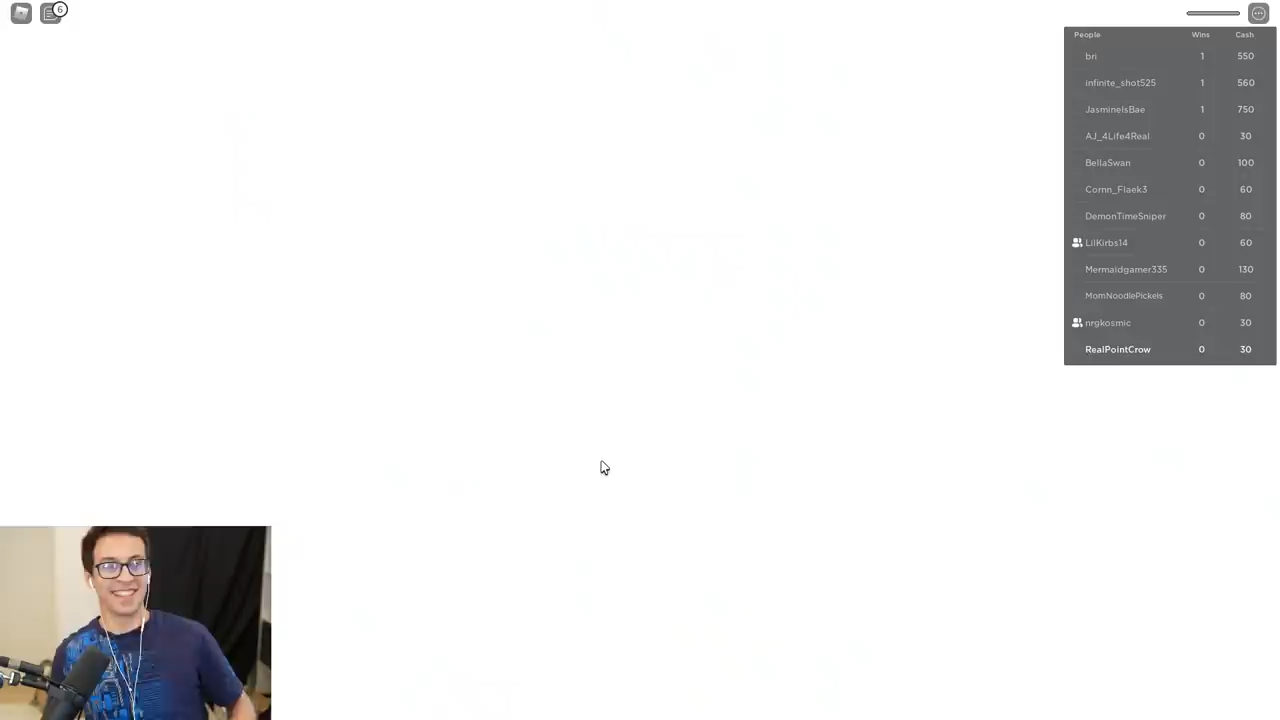 6
People Wins Cash
bri 1 550
infinite_shot525 1 560
JasmineIsBae 1 750
AJ_4Life4Real 0 30
BellaSwan 0 100
Cornn_Flaek3 0 60
DemonTimeSniper 0 80
LilKirbs14 0 60
Mermaidgamer335 0 130
MomNoodlePickels 0 80
nrgkosmic 0 30
RealPointCrow 0 30